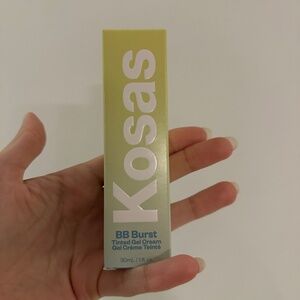 Kosas
BB Burst
Tinted Gel Cream
Gel Crème Teinté
30mL / 1 fl oz